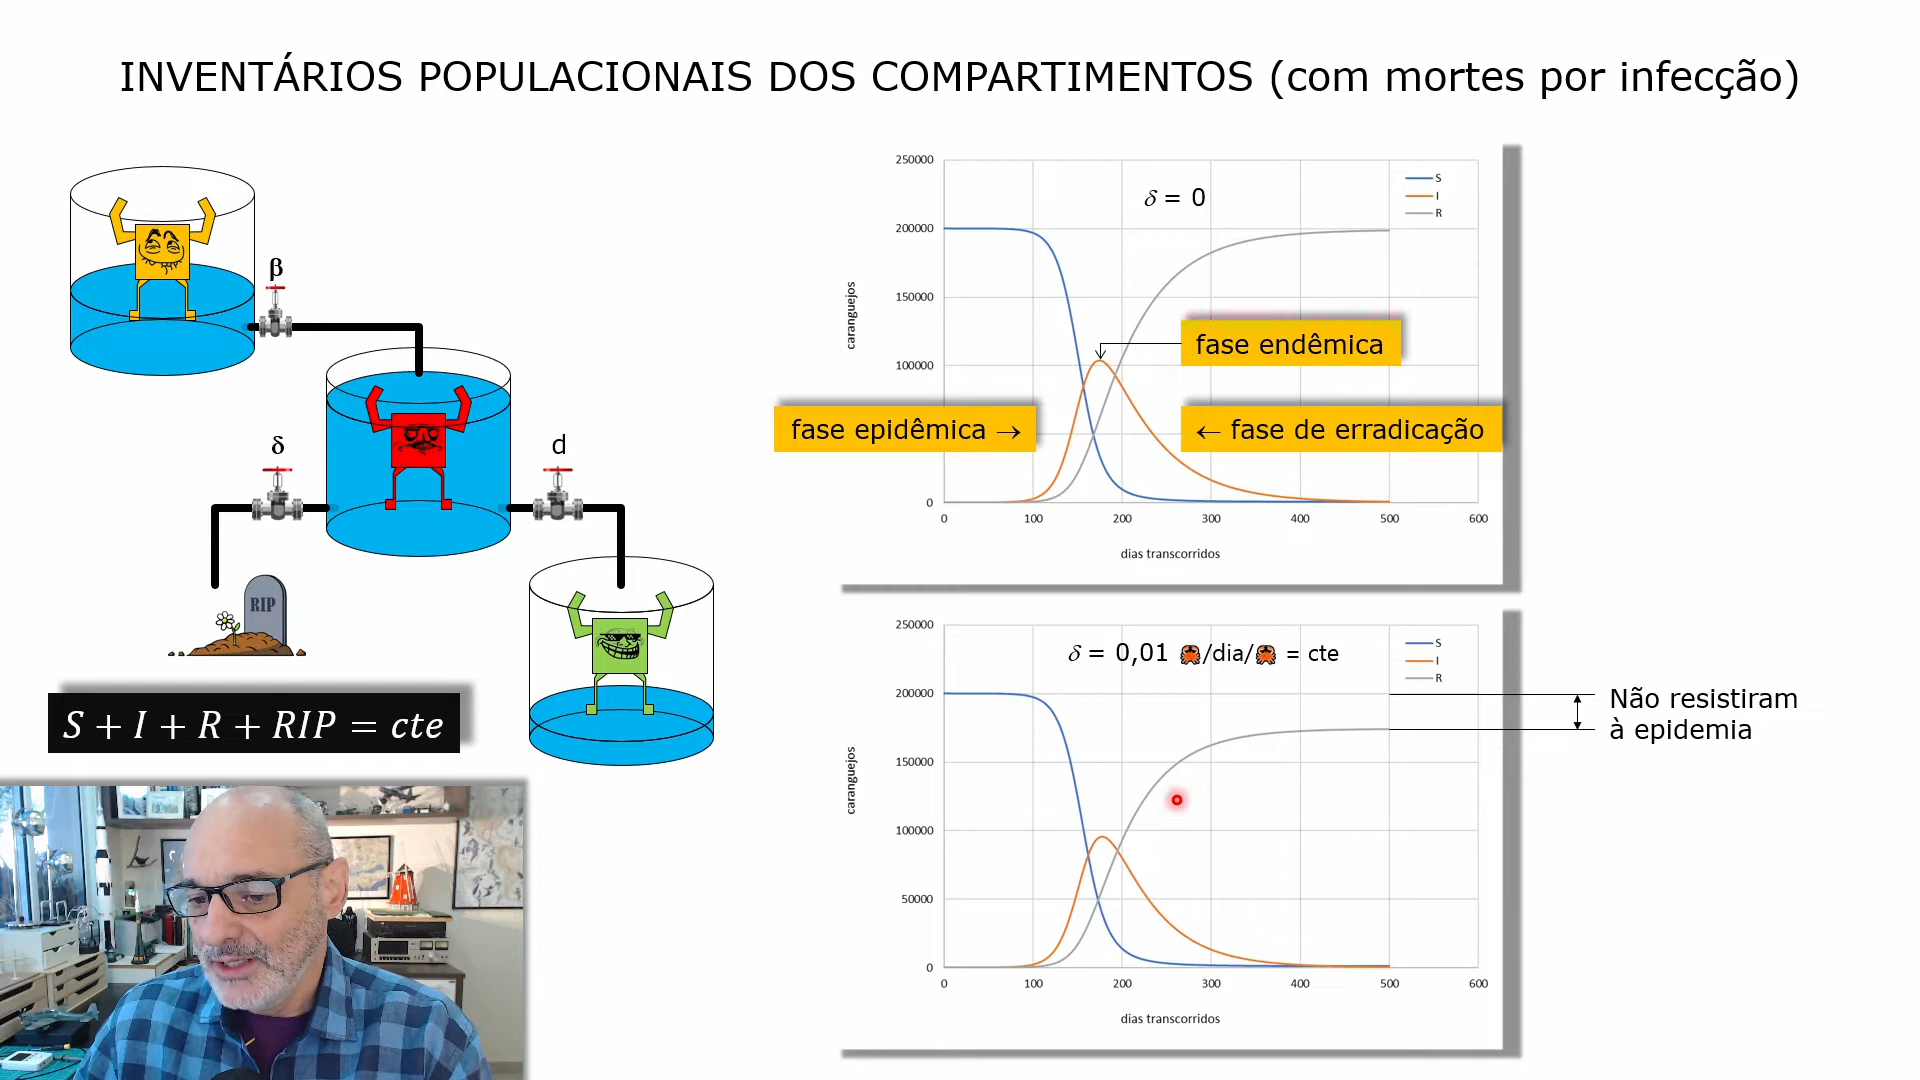 INVENTÁRIOS POPULACIONAIS DOS COMPARTIMENTOS (com mortes por infecção)
β
δ
d
RIP
S + I + R + RIP = cte
250000
200000
150000
100000
0
0 100 200 300 400 500 600
caranguejos
dias transcorridos
δ = 0
S
I
R
fase endêmica
fase epidêmica →
← fase de erradicação
250000
200000
150000
100000
50000
0
0 100 200 300 400 500 600
caranguejos
dias transcorridos
δ = 0,01 /dia/ = cte
S
I
R
Não resistiram
à epidemia